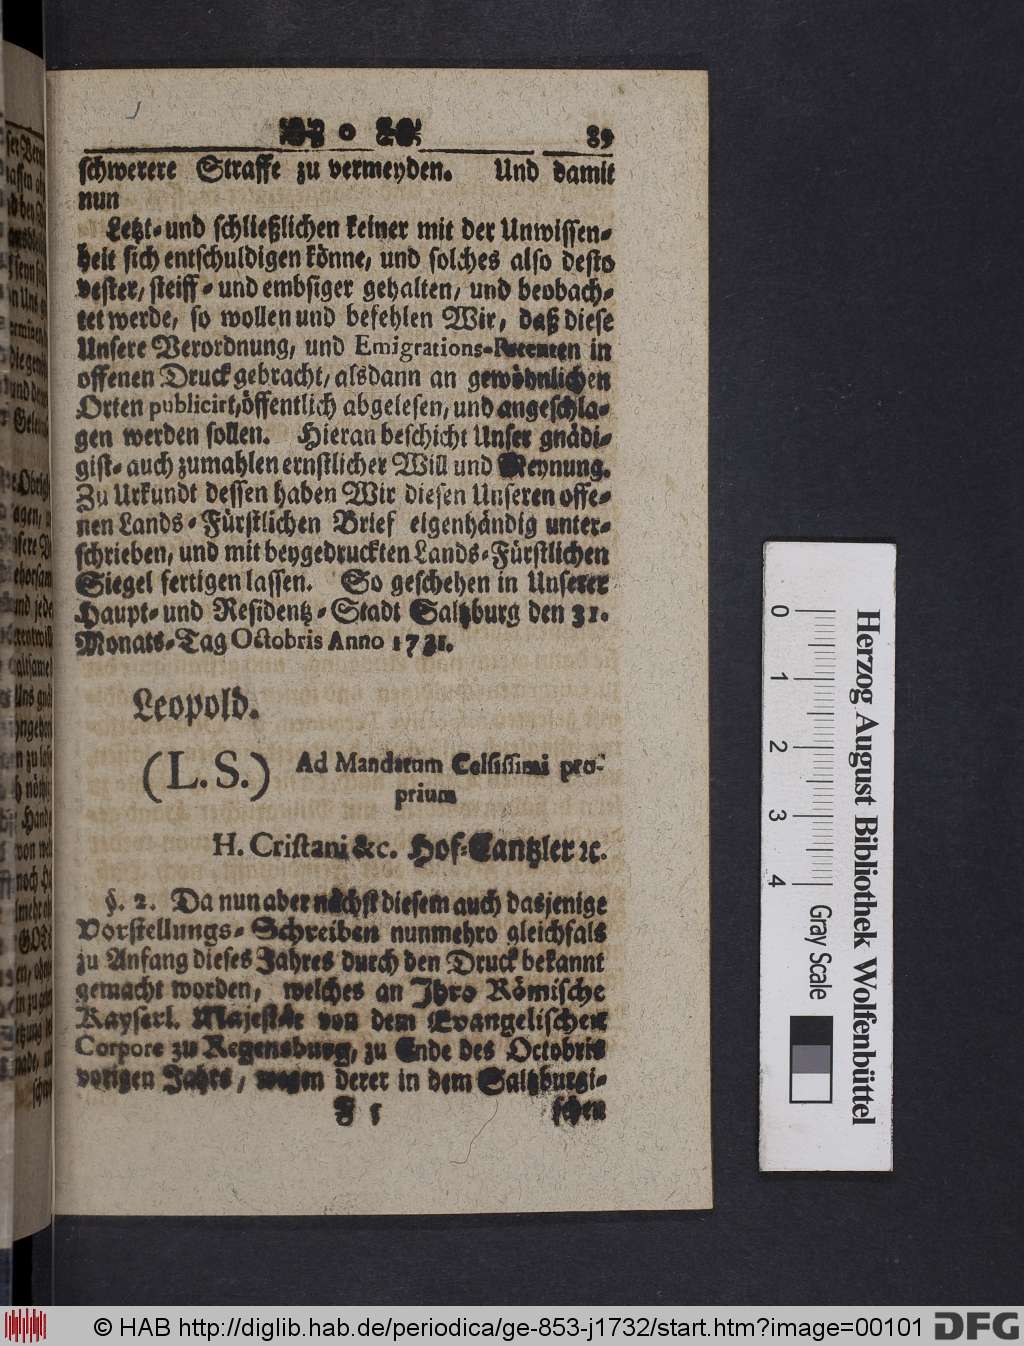 o 89
schwerere Straffe zu vermeyden. Und damit
nun
Letzt- und schließlichen keiner mit der Unwissen-
heit sich entschuldigen könne, und solches also desto
vester, steiff- und embsiger gehalten, und beobach-
tet werde, so wollen und befehlen Wir, daß diese
Unsere Verordnung, und Emigrations-Patenten in
offenen Druck gebracht, alsdann an gewöhnlichen
Orten publicirt, öffentlich abgelesen, und angeschla-
gen werden sollen. Hieran beschicht Unser gnädi-
gist- auch zumahlen ernstlicher Will und Meynung.
Zu Urkundt dessen haben Wir diesen Unseren offe-
nen Lands-Fürstlichen Brief eigenhändig unter-
schrieben, und mit beygedruckten Lands-Fürstlichen
Siegel fertigen lassen. So geschehen in Unserer
Haupt- und Residentz-Stadt Saltzburg den 31.
Monats-Tag Octobris Anno 1731.
Leopold.
(L. S.) Ad Mandatum Celsissimi pro-
prium
H. Cristani &c. Hof-Cantzler ꝛc.
§. 2. Da nun aber nächst diesem auch dasjenige
Vorstellungs-Schreiben nunmehro gleichfals
zu Anfang dieses Jahres durch den Druck bekannt
gemacht worden, welches an Ihro Römische
Kayserl. Majestät von dem Evangelischen
Corpore zu Regensburg, zu Ende des Octobris
vorigen Jahrs, wegen derer in dem Saltzburgi-
F 5 schen
Herzog August Bibliothek Wolfenbüttel
0 1 2 3 4 Gray Scale
© HAB http://diglib.hab.de/periodica/ge-853-j1732/start.htm?image=00101 DFG